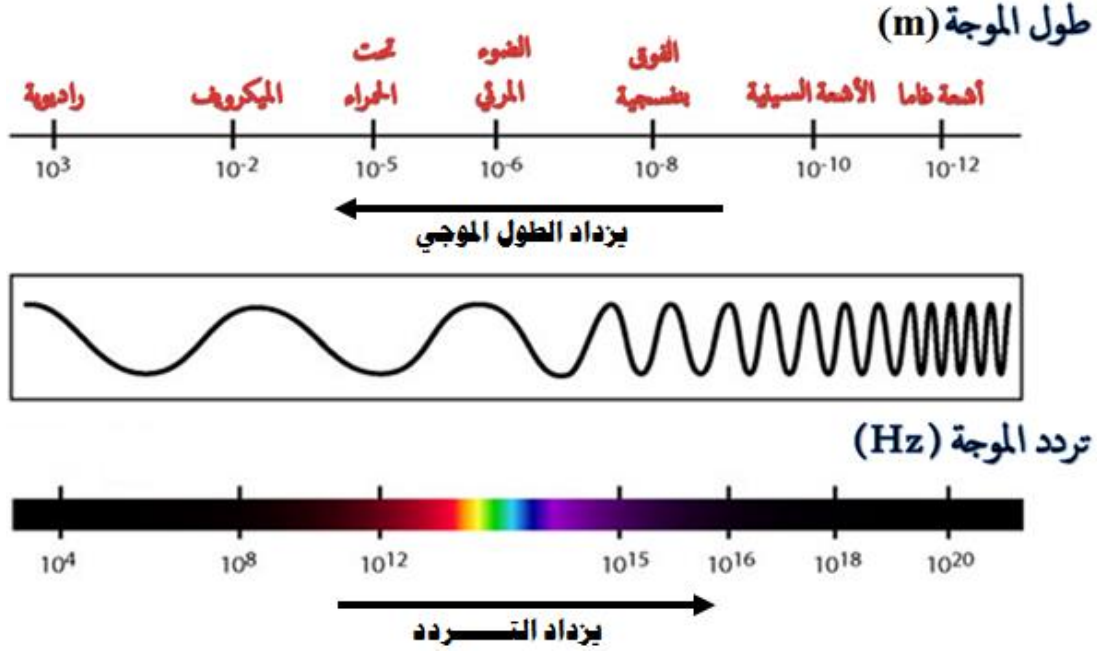 طول الموجة (m)
راديوية الميكرويف تحت الحمراء الضوء المرئي الفوق بنفسجية الأشعة السينية أشعة غاما
10³ 10⁻² 10⁻⁵ 10⁻⁶ 10⁻⁸ 10⁻¹⁰ 10⁻¹²
يزداد الطول الموجي
تردد الموجة (Hz)
10⁴ 10⁸ 10¹² 10¹⁵ 10¹⁶ 10¹⁸ 10²⁰
يزداد التـــــردد